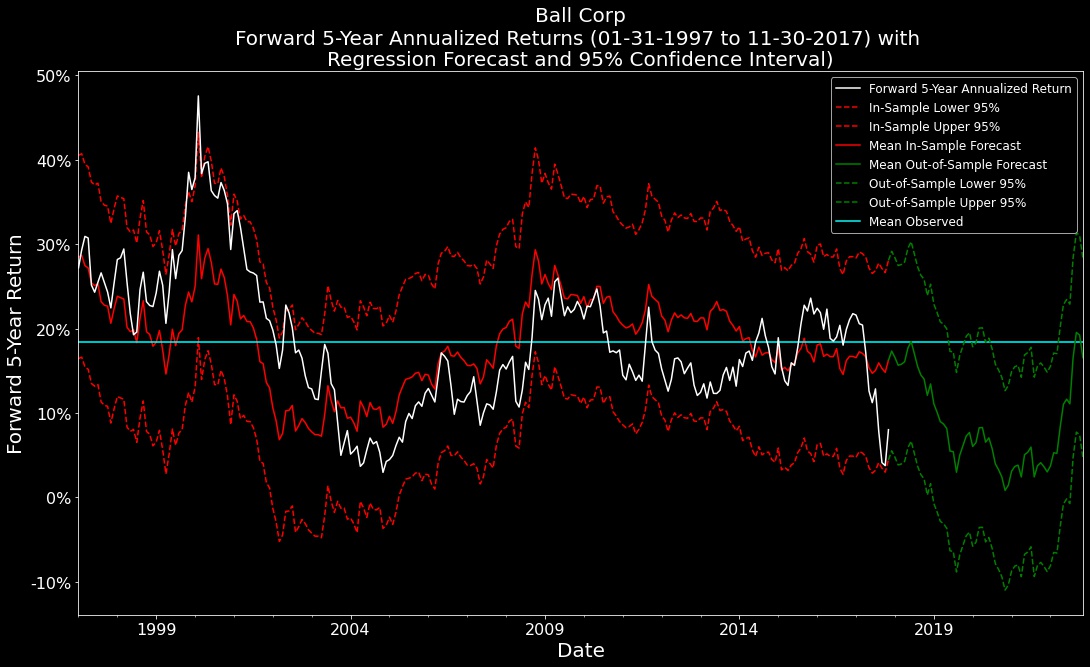 Ball Corp
Forward 5-Year Annualized Returns (01-31-1997 to 11-30-2017) with
Regression Forecast and 95% Confidence Interval)
50%
40%
30%
20%
10%
0%
-10%
Forward 5-Year Return
Forward 5-Year Annualized Return
In-Sample Lower 95%
In-Sample Upper 95%
Mean In-Sample Forecast
Mean Out-of-Sample Forecast
Out-of-Sample Lower 95%
Out-of-Sample Upper 95%
Mean Observed
1999
2004
2009
2014
2019
Date